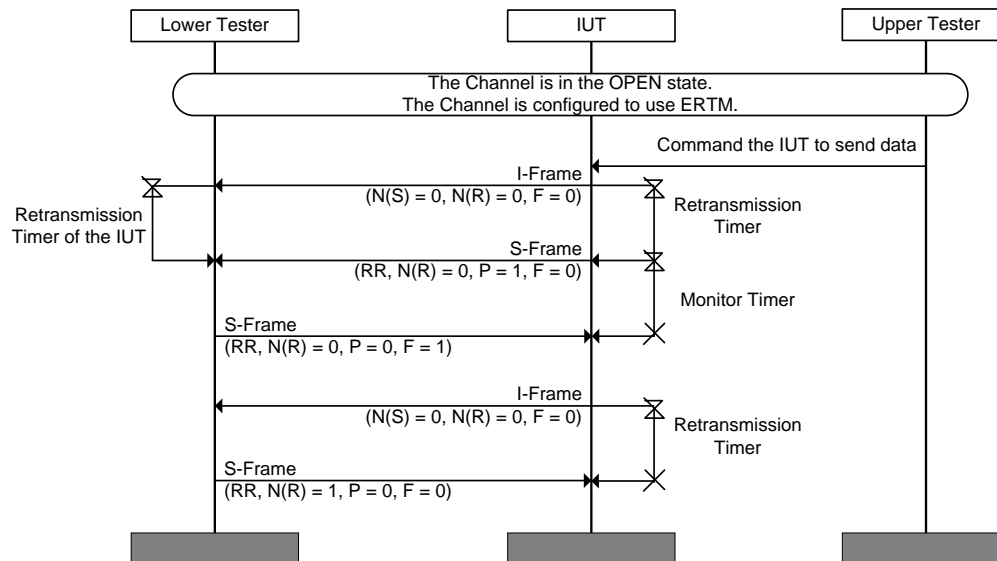 Lower Tester
IUT
Upper Tester
The Channel is in the OPEN state.
The Channel is configured to use ERTM.
Command the IUT to send data
I-Frame
(N(S) = 0, N(R) = 0, F = 0)
Retransmission
Timer of the IUT
Retransmission
Timer
S-Frame
(RR, N(R) = 0, P = 1, F = 0)
Monitor Timer
S-Frame
(RR, N(R) = 0, P = 0, F = 1)
I-Frame
(N(S) = 0, N(R) = 0, F = 0)
Retransmission
Timer
S-Frame
(RR, N(R) = 1, P = 0, F = 0)